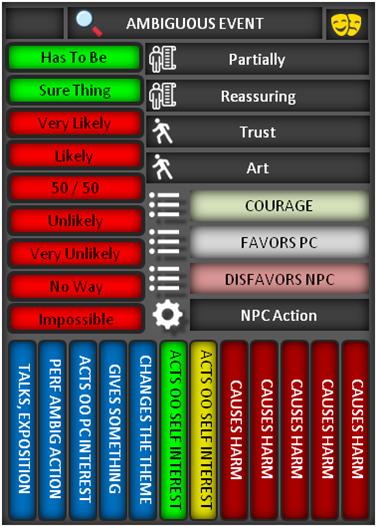 AMBIGUOUS EVENT
Has To Be
Partially
Sure Thing
Reassuring
Very Likely
Trust
Likely
Art
50 / 50
COURAGE
Unlikely
FAVORS PC
Very Unlikely
DISFAVORS NPC
No Way
NPC Action
Impossible
TALKS, EXPOSITION
PERF AMBIG ACTION
ACTS OO PC INTEREST
GIVES SOMETHING
CHANGES THE THEME
ACTS OO SELF INTEREST
ACTS OO SELF INTEREST
CAUSES HARM
CAUSES HARM
CAUSES HARM
CAUSES HARM
CAUSES HARM